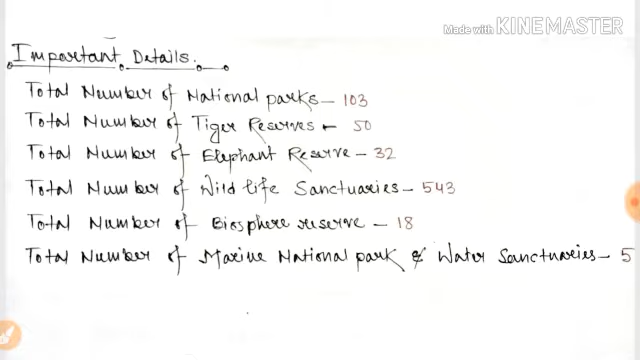 Made with KINEMASTER
Important Details.
Total Number of National parks - 103
Total Number of Tiger Reserves - 50
Total Number of Elephant Reserve - 32
Total Number of Wild life Sanctuaries - 543
Total Number of Biosphere reserve - 18
Total Number of Marine National park & Water Sanctuaries - 5